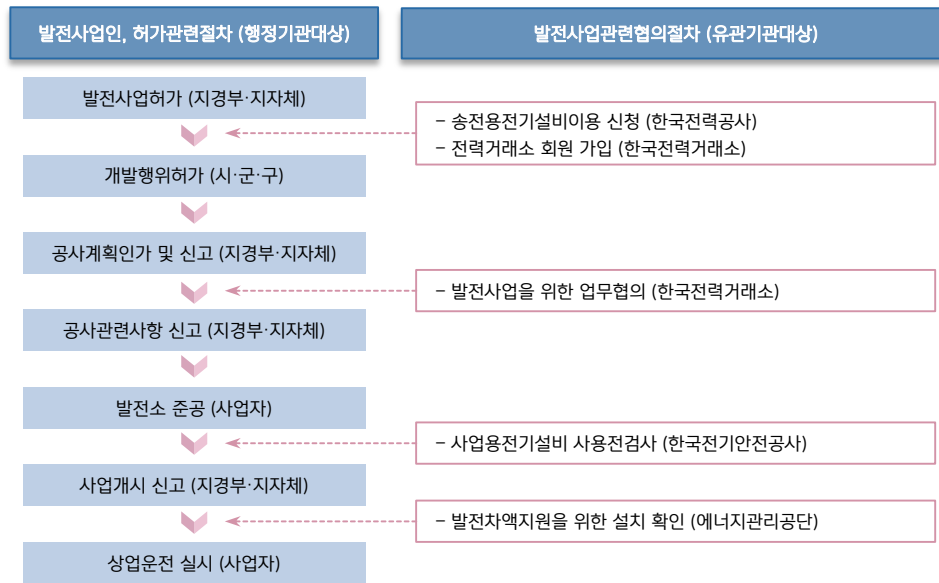 발전사업인, 허가관련절차 (행정기관대상)
발전사업관련협의절차 (유관기관대상)
발전사업허가 (지경부·지자체)
– 송전용전기설비이용 신청 (한국전력공사)
– 전력거래소 회원 가입 (한국전력거래소)
개발행위허가 (시·군·구)
공사계획인가 및 신고 (지경부·지자체)
– 발전사업을 위한 업무협의 (한국전력거래소)
공사관련사항 신고 (지경부·지자체)
발전소 준공 (사업자)
– 사업용전기설비 사용전검사 (한국전기안전공사)
사업개시 신고 (지경부·지자체)
– 발전차액지원을 위한 설치 확인 (에너지관리공단)
상업운전 실시 (사업자)